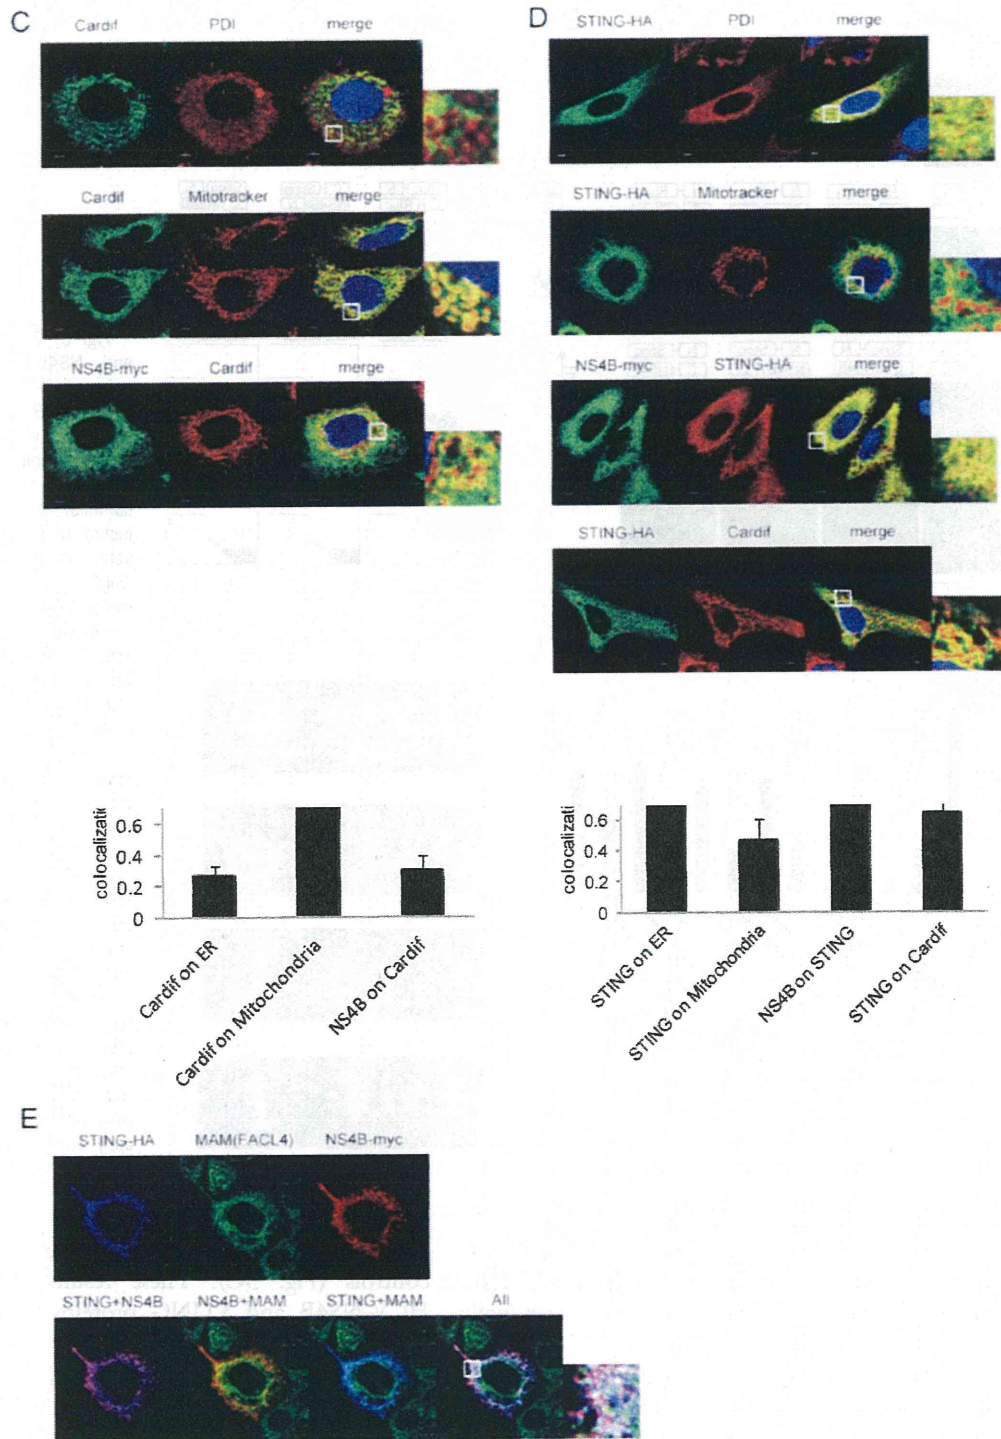 C
Cardif PDI merge
Cardif Mitotracker merge
NS4B-myc Cardif merge
colocalizati
0.6
0.4
0.2
0
Cardif on ER
Cardif on Mitochondria
NS4B on Cardif
D
STING-HA PDI merge
STING-HA Mitotracker merge
NS4B-myc STING-HA merge
STING-HA Cardif merge
colocalizati
0.6
0.4
0.2
0
STING on ER
STING on Mitochondria
NS4B on STING
STING on Cardif
E
STING-HA MAM(FACL4) NS4B-myc
STING+NS4B NS4B+MAM STING+MAM All